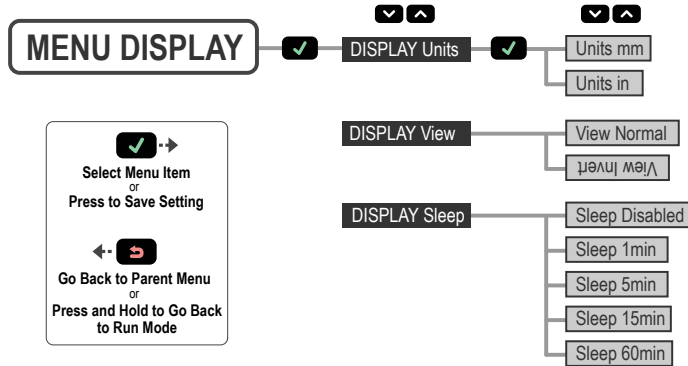 MENU DISPLAY
DISPLAY Units
Units mm
Units in
DISPLAY View
View Normal
View Invert
DISPLAY Sleep
Sleep Disabled
Sleep 1min
Sleep 5min
Sleep 15min
Sleep 60min
Select Menu Item
or
Press to Save Setting
Go Back to Parent Menu
or
Press and Hold to Go Back
to Run Mode